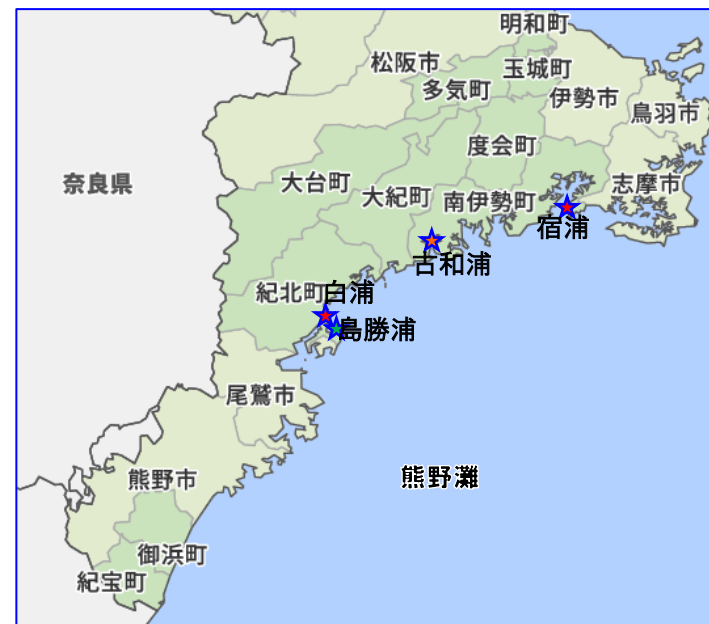 明和町
松阪市
玉城町
多気町
伊勢市
鳥羽市
度会町
奈良県
大台町
大紀町
南伊勢町
志摩市
宿浦
古和浦
紀北町
白浦
島勝浦
尾鷲市
熊野市
熊野灘
御浜町
紀宝町